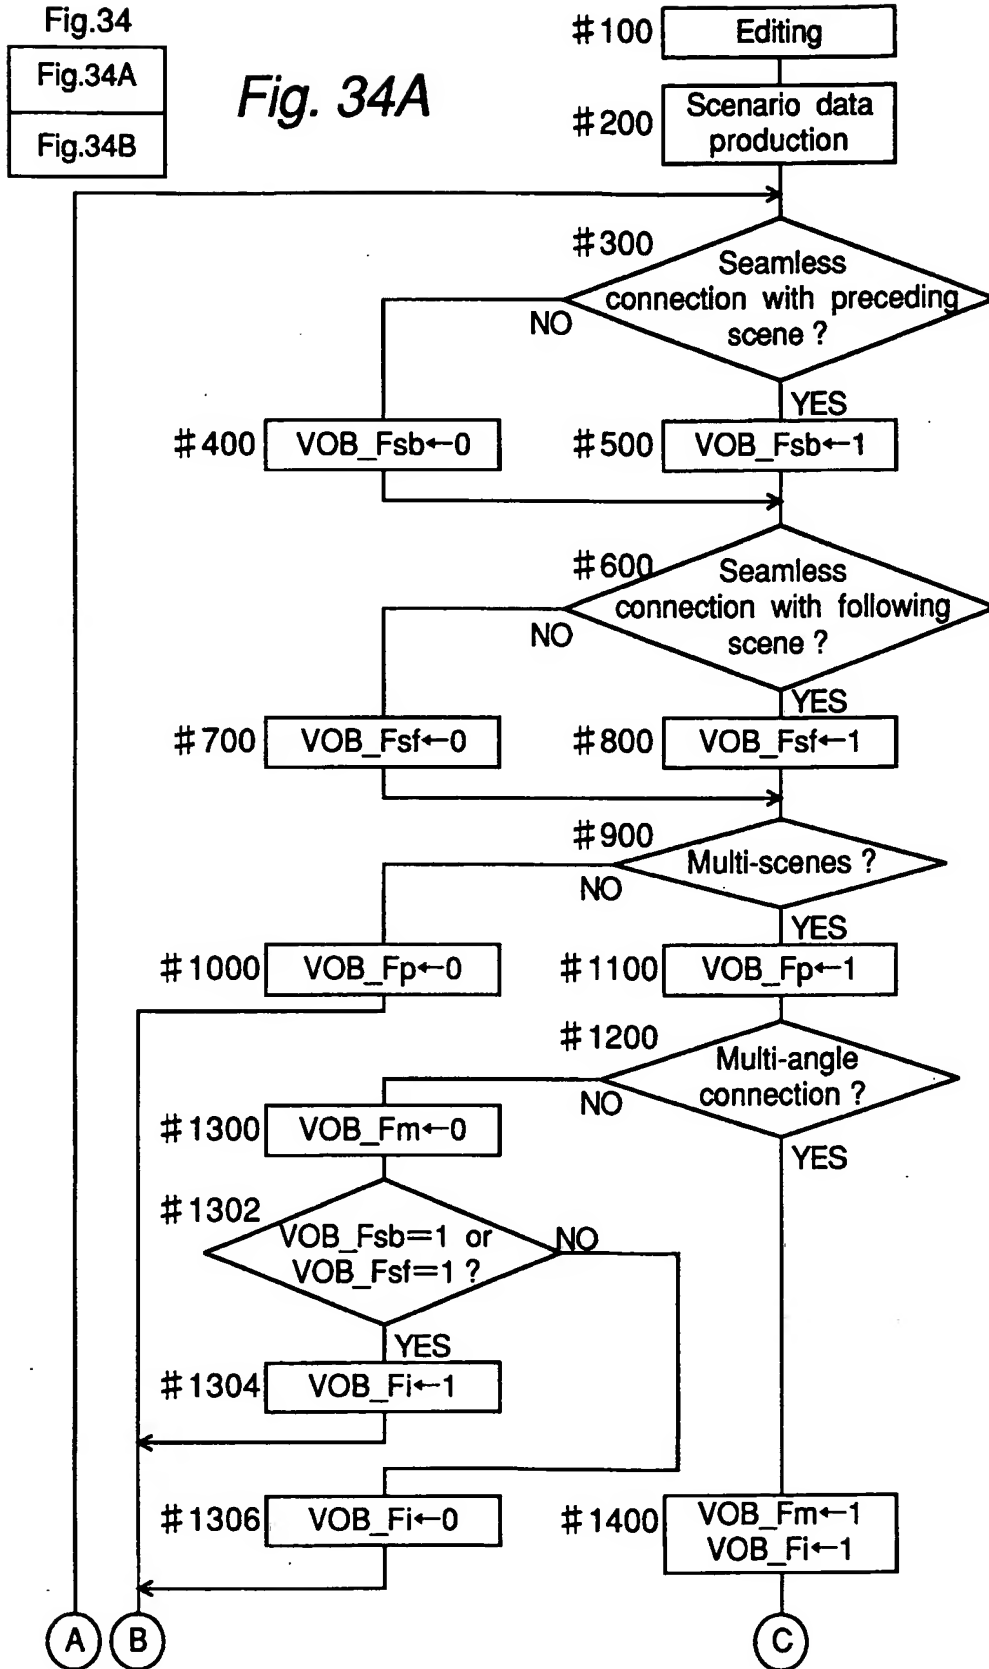 Fig.34
Fig.34A
Fig.34B
Fig. 34A
#100
Editing
#200
Scenario data
production
#300
Seamless
connection with preceding
scene ?
NO
YES
#400
VOB_Fsb←0
#500
VOB_Fsb←1
#600
Seamless
connection with following
scene ?
NO
YES
#700
VOB_Fsf←0
#800
VOB_Fsf←1
#900
Multi-scenes ?
NO
YES
#1000
VOB_Fp←0
#1100
VOB_Fp←1
#1200
Multi-angle
connection ?
NO
YES
#1300
VOB_Fm←0
#1302
VOB_Fsb=1 or
VOB_Fsf=1 ?
NO
YES
#1304
VOB_Fi←1
#1306
VOB_Fi←0
#1400
VOB_Fm←1
VOB_Fi←1
A
B
C